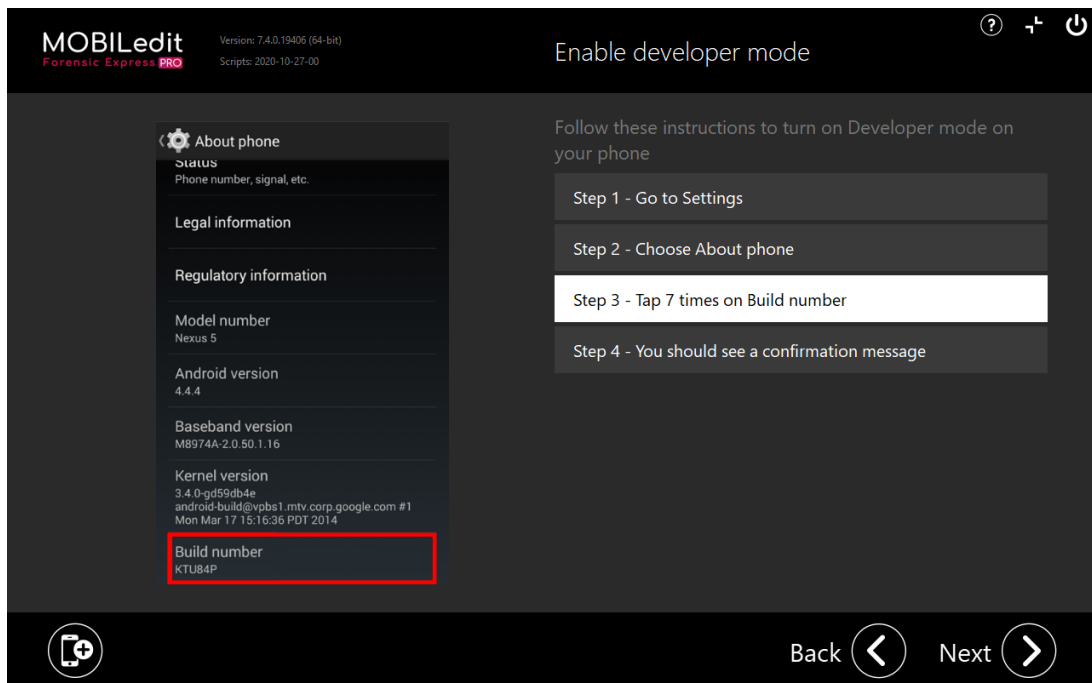 MOBILedit
Forensic Express PRO
Version: 7.4.0.19406 (64-bit)
Scripts: 2020-10-27-00
Enable developer mode
?
About phone
Status
Phone number, signal, etc.
Legal information
Regulatory information
Model number
Nexus 5
Android version
4.4.4
Baseband version
M8974A-2.0.50.1.16
Kernel version
3.4.0-gd59db4e
android-build@vpbs1.mtv.corp.google.com #1
Mon Mar 17 15:16:36 PDT 2014
Build number
KTU84P
Follow these instructions to turn on Developer mode on
your phone
Step 1 - Go to Settings
Step 2 - Choose About phone
Step 3 - Tap 7 times on Build number
Step 4 - You should see a confirmation message
Back
Next